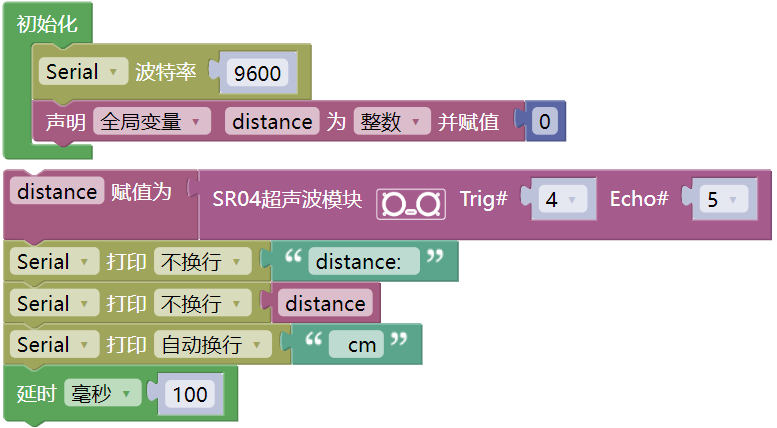 初始化
Serial 波特率 9600
声明 全局变量 distance 为 整数 并赋值 0
distance 赋值为 SR04超声波模块 Trig# 4 Echo# 5
Serial 打印 不换行 “ distance: ”
Serial 打印 不换行 distance
Serial 打印 自动换行 “ cm ”
延时 毫秒 100